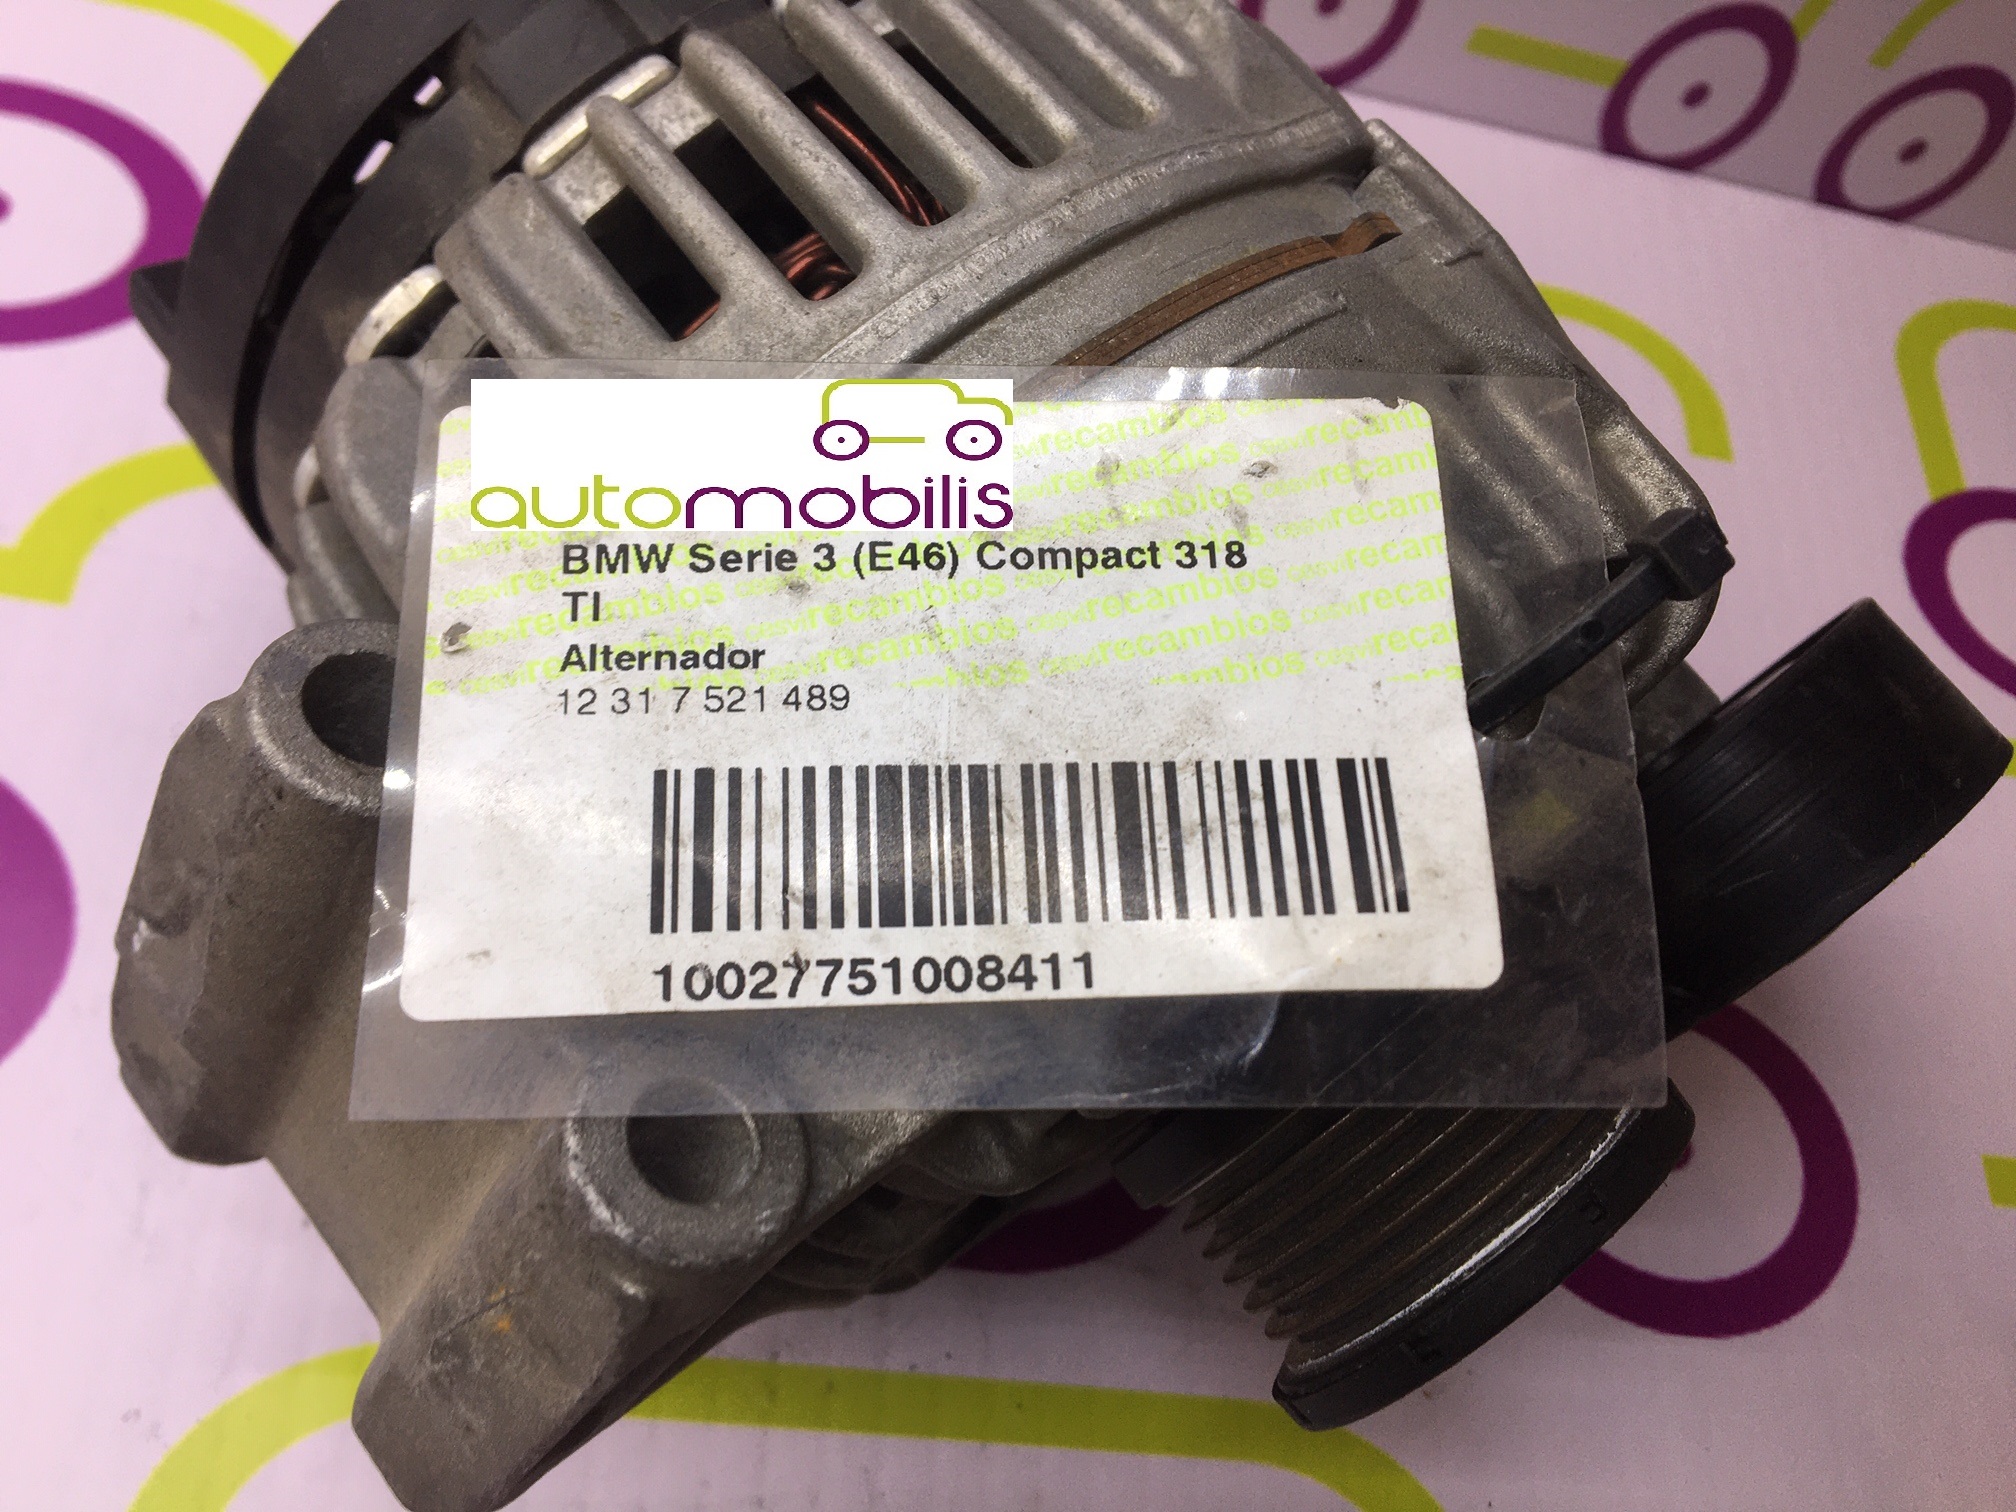 automobilis
BMW Serie 3 (E46) Compact 318
TI
Alternador
12 31 7 521 489
10027751008411